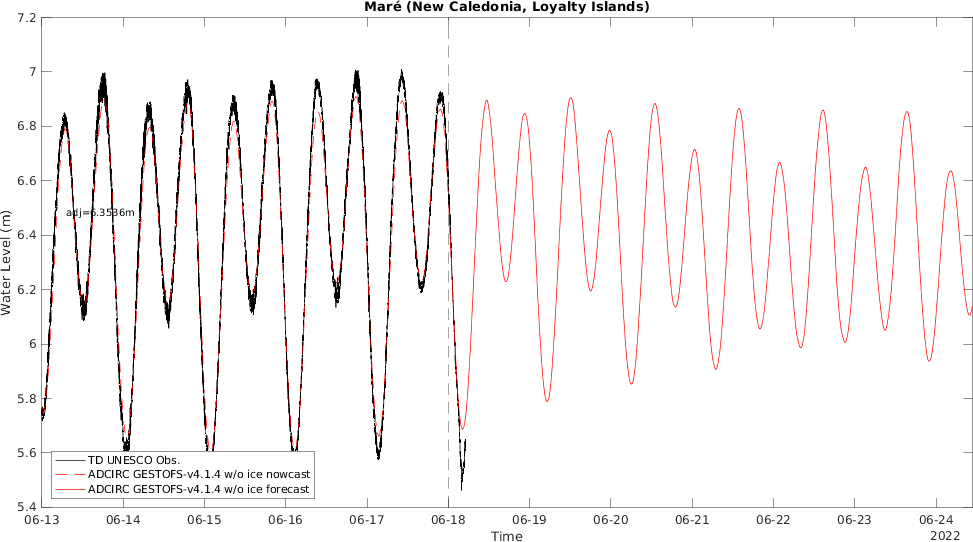 Maré (New Caledonia, Loyalty Islands)
7.2
7
6.8
6.6
6.4
6.2
6
5.8
5.6
5.4
Water Level (m)
adj=6.3536m
TD UNESCO Obs.
ADCIRC GESTOFS-v4.1.4 w/o ice nowcast
ADCIRC GESTOFS-v4.1.4 w/o ice forecast
06-13 06-14 06-15 06-16 06-17 06-18 06-19 06-20 06-21 06-22 06-23 06-24
2022
Time